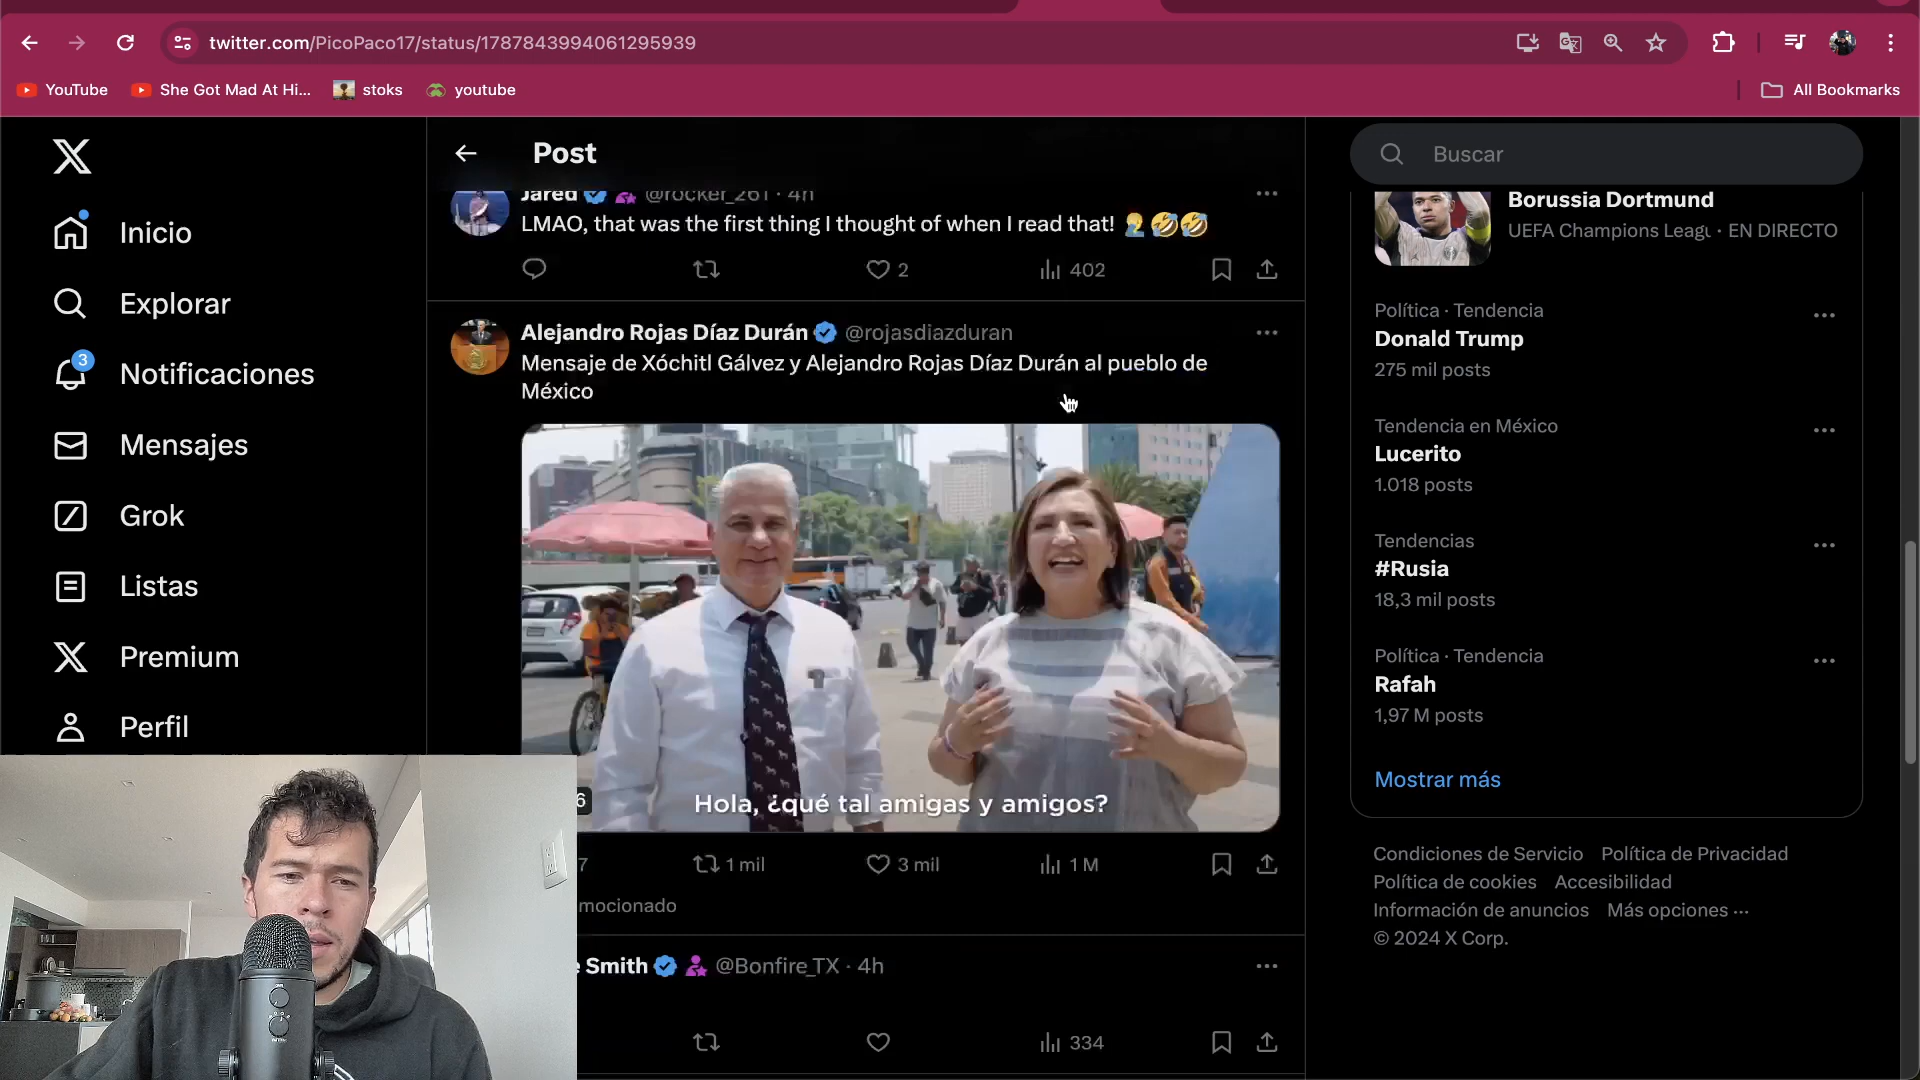 twitter.com/PicoPaco17/status/1787843994061295939
YouTube
She Got Mad At Hi...
stoks
youtube
All Bookmarks
Inicio
Explorar
3
Notificaciones
Mensajes
Grok
Listas
Premium
Perfil
Post
Jared @rocker_261 · 4h
LMAO, that was the first thing I thought of when I read that! 🤦‍♂️🤣🤣
2
402
Alejandro Rojas Díaz Durán @rojasdiazduran
Mensaje de Xóchitl Gálvez y Alejandro Rojas Díaz Durán al pueblo de
México
6
Hola, ¿qué tal amigas y amigos?
7
1 mil
3 mil
1 M
mocionado
e Smith @Bonfire_TX · 4h
334
Buscar
Borussia Dortmund
UEFA Champions Leagu · EN DIRECTO
Política · Tendencia
Donald Trump
275 mil posts
Tendencia en México
Lucerito
1.018 posts
Tendencias
#Rusia
18,3 mil posts
Política · Tendencia
Rafah
1,97 M posts
Mostrar más
Condiciones de Servicio Política de Privacidad
Política de cookies Accesibilidad
Información de anuncios Más opciones ···
© 2024 X Corp.